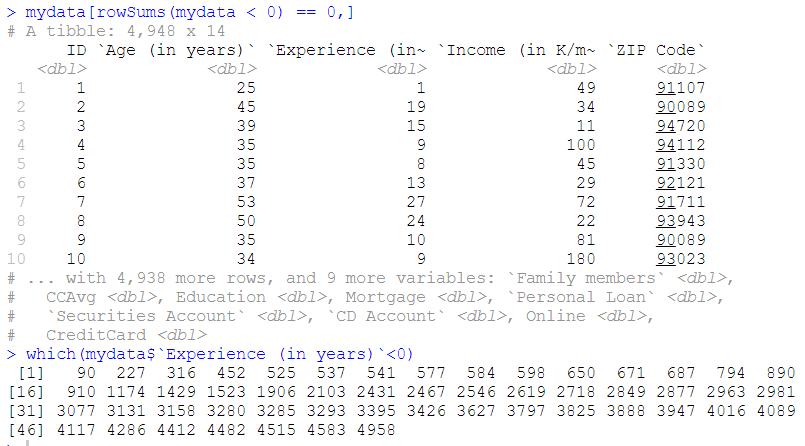 > mydata[rowSums(mydata < 0) == 0,]
# A tibble: 4,948 x 14
ID `Age (in years)` `Experience (in~ `Income (in K/m~ `ZIP Code`
<dbl> <dbl> <dbl> <dbl> <dbl>
1 1 25 1 49 91107
2 2 45 19 34 90089
3 3 39 15 11 94720
4 4 35 9 100 94112
5 5 35 8 45 91330
6 6 37 13 29 92121
7 7 53 27 72 91711
8 8 50 24 22 93943
9 9 35 10 81 90089
10 10 34 9 180 93023
# ... with 4,938 more rows, and 9 more variables: `Family members` <dbl>,
# CCAvg <dbl>, Education <dbl>, Mortgage <dbl>, `Personal Loan` <dbl>,
# `Securities Account` <dbl>, `CD Account` <dbl>, Online <dbl>,
# CreditCard <dbl>
> which(mydata$`Experience (in years)`<0)
[1] 90 227 316 452 525 537 541 577 584 598 650 671 687 794 890
[16] 910 1174 1429 1523 1906 2103 2431 2467 2546 2619 2718 2849 2877 2963 2981
[31] 3077 3131 3158 3280 3285 3293 3395 3426 3627 3797 3825 3888 3947 4016 4089
[46] 4117 4286 4412 4482 4515 4583 4958